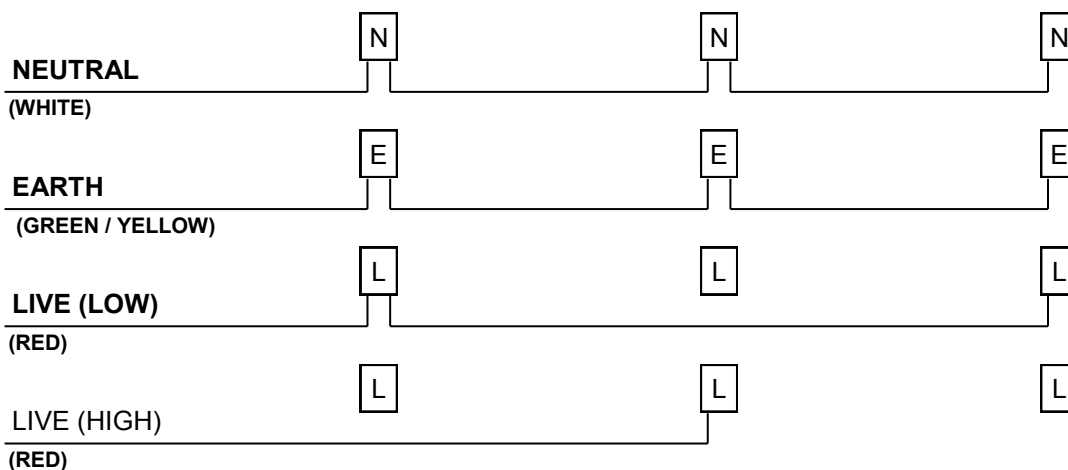 N N N
NEUTRAL
(WHITE)
E E E
EARTH
(GREEN / YELLOW)
L L L
LIVE (LOW)
(RED)
L L L
LIVE (HIGH)
(RED)